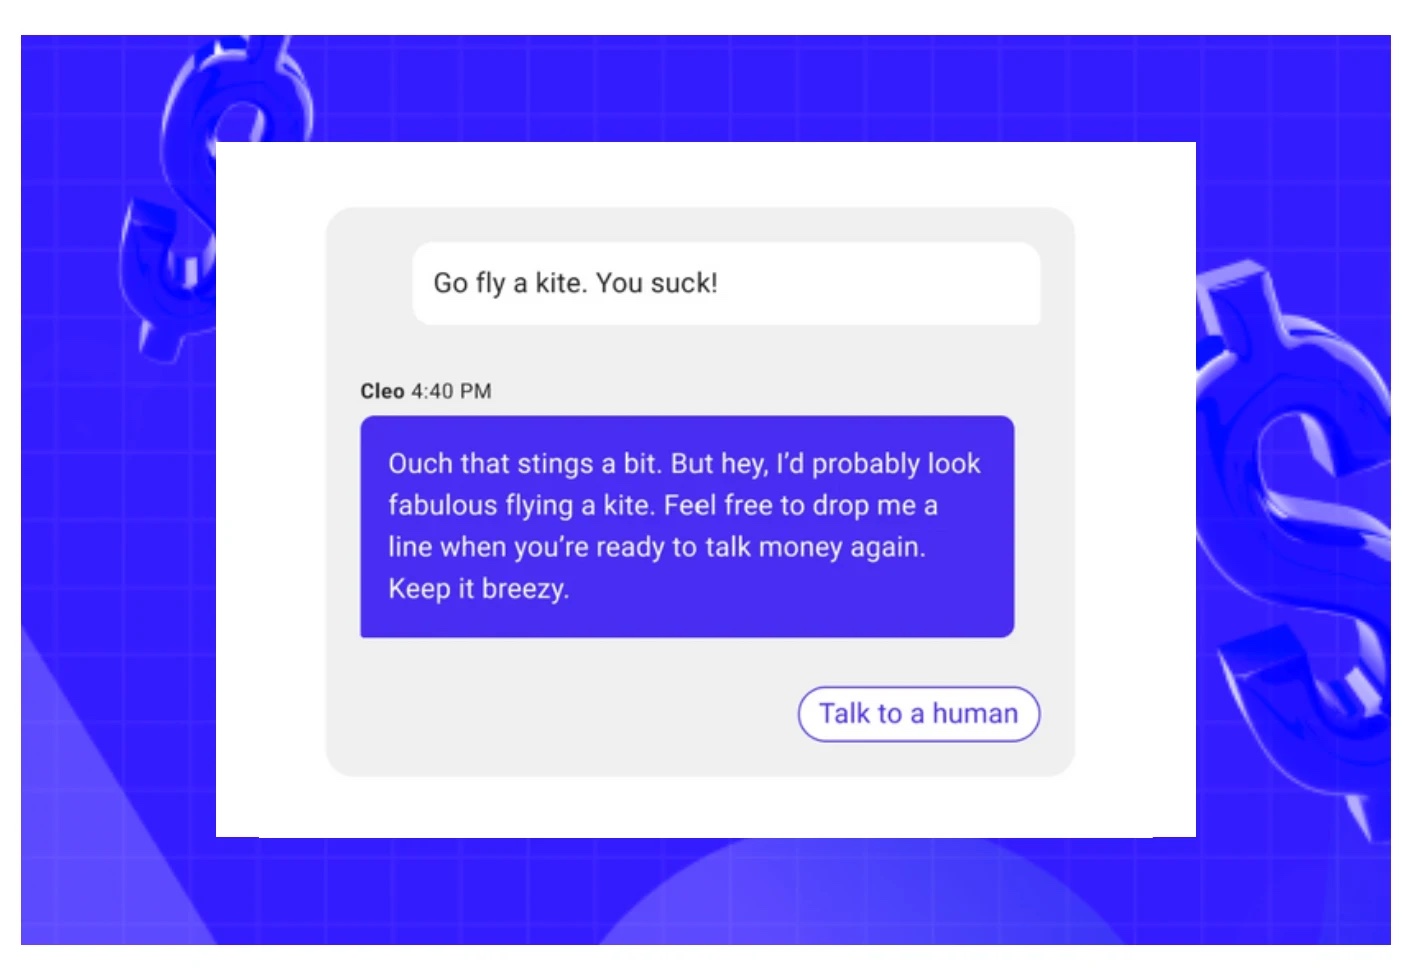 Go fly a kite. You suck!
Cleo 4:40 PM
Ouch that stings a bit. But hey, I’d probably look
fabulous flying a kite. Feel free to drop me a
line when you’re ready to talk money again.
Keep it breezy.
Talk to a human